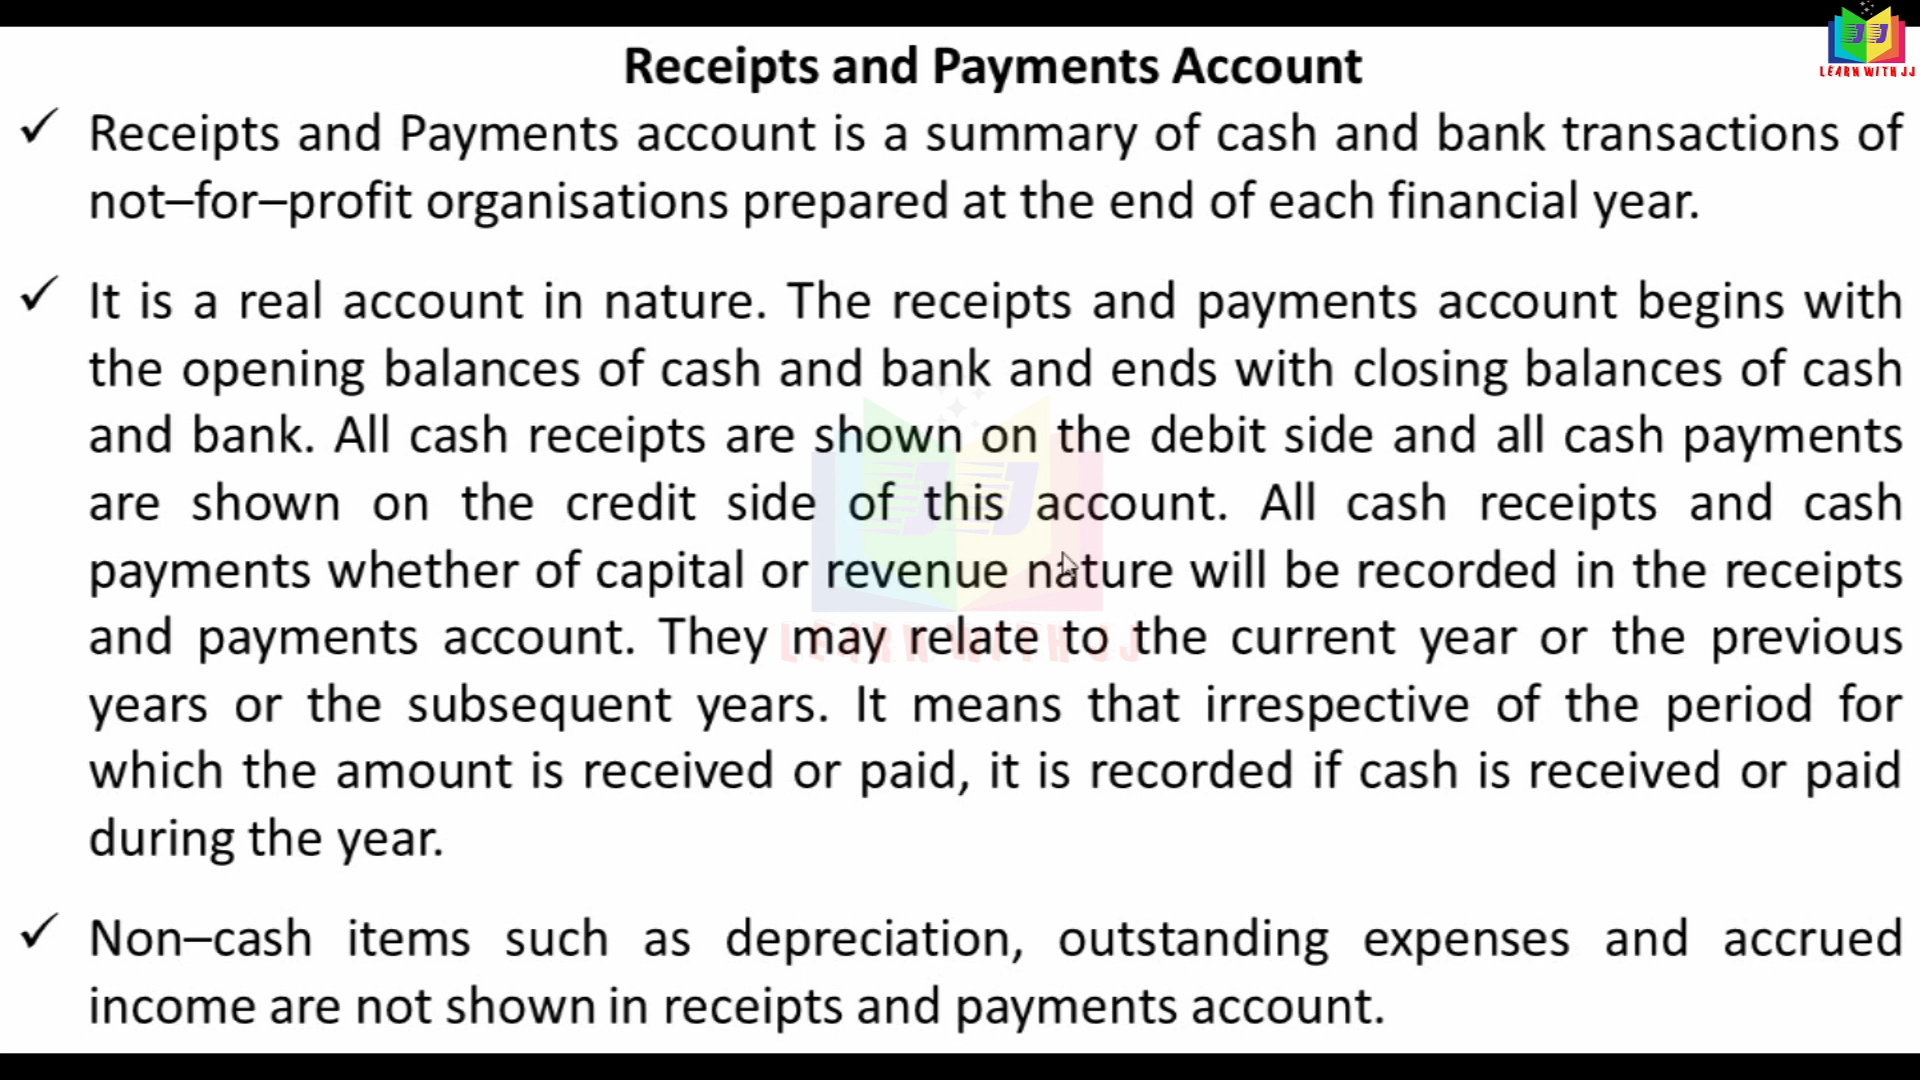 Receipts and Payments Account
LEARN WITH JJ
✓ Receipts and Payments account is a summary of cash and bank transactions of
not–for–profit organisations prepared at the end of each financial year.
✓ It is a real account in nature. The receipts and payments account begins with
the opening balances of cash and bank and ends with closing balances of cash
and bank. All cash receipts are shown on the debit side and all cash payments
are shown on the credit side of this account. All cash receipts and cash
payments whether of capital or revenue nature will be recorded in the receipts
and payments account. They may relate to the current year or the previous
LEARN WITH JJ
years or the subsequent years. It means that irrespective of the period for
which the amount is received or paid, it is recorded if cash is received or paid
during the year.
✓ Non–cash items such as depreciation, outstanding expenses and accrued
income are not shown in receipts and payments account.